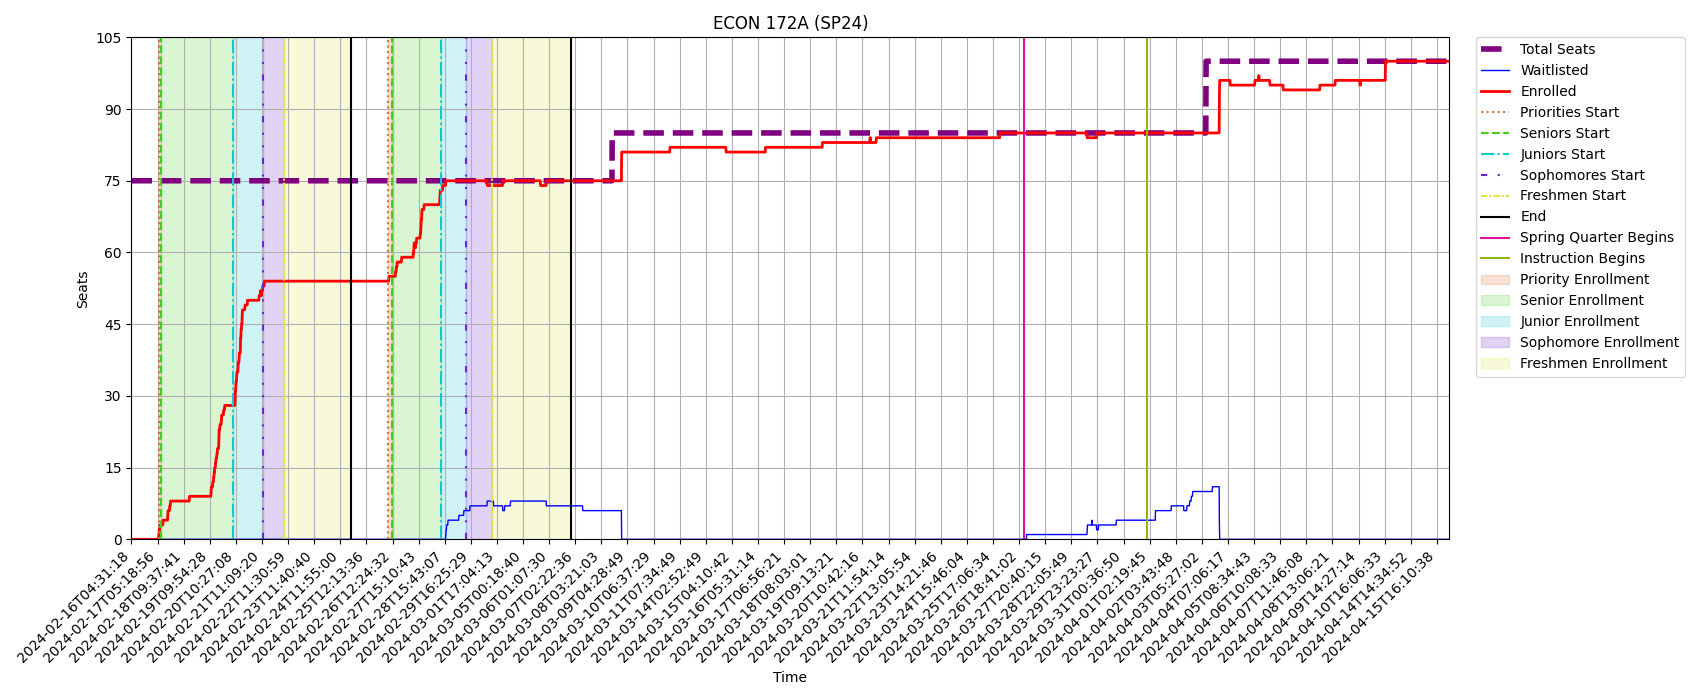 ECON 172A (SP24)
105
90
75
60
45
30
15
0
Seats
2024-02-16T04:31:18
2024-02-17T05:18:56
2024-02-18T09:37:41
2024-02-19T09:54:28
2024-02-20T10:27:08
2024-02-21T11:09:20
2024-02-22T11:30:59
2024-02-23T11:40:40
2024-02-24T11:55:00
2024-02-25T12:13:36
2024-02-26T12:24:32
2024-02-27T15:10:43
2024-02-28T15:43:07
2024-02-29T16:25:29
2024-03-01T17:04:13
2024-03-05T00:18:40
2024-03-06T01:07:30
2024-03-07T02:22:36
2024-03-08T03:21:03
2024-03-09T04:28:49
2024-03-10T06:37:29
2024-03-11T07:34:49
2024-03-14T02:52:49
2024-03-15T04:10:42
2024-03-16T05:31:14
2024-03-17T06:56:21
2024-03-18T08:03:01
2024-03-19T09:13:21
2024-03-20T10:42:16
2024-03-21T11:54:14
2024-03-22T13:05:54
2024-03-23T14:21:46
2024-03-24T15:46:04
2024-03-25T17:06:34
2024-03-26T18:41:02
2024-03-27T20:40:15
2024-03-28T22:05:49
2024-03-29T23:23:27
2024-03-31T00:36:50
2024-04-01T02:19:45
2024-04-02T03:43:48
2024-04-03T05:27:02
2024-04-04T07:06:17
2024-04-05T08:34:43
2024-04-06T10:08:33
2024-04-07T11:46:08
2024-04-08T13:06:21
2024-04-09T14:27:14
2024-04-10T16:06:33
2024-04-14T14:34:52
2024-04-15T16:10:38
Time
Total Seats
Waitlisted
Enrolled
Priorities Start
Seniors Start
Juniors Start
Sophomores Start
Freshmen Start
End
Spring Quarter Begins
Instruction Begins
Priority Enrollment
Senior Enrollment
Junior Enrollment
Sophomore Enrollment
Freshmen Enrollment